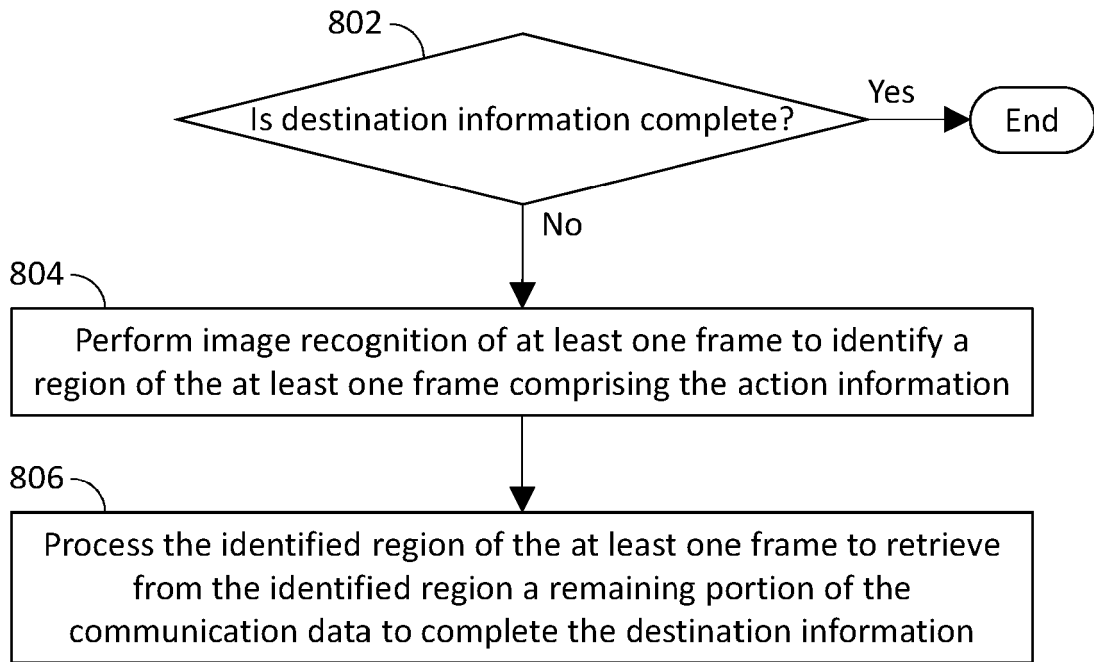 802
Is destination information complete?
Yes
End
No
804
Perform image recognition of at least one frame to identify a
region of the at least one frame comprising the action information
806
Process the identified region of the at least one frame to retrieve
from the identified region a remaining portion of the
communication data to complete the destination information